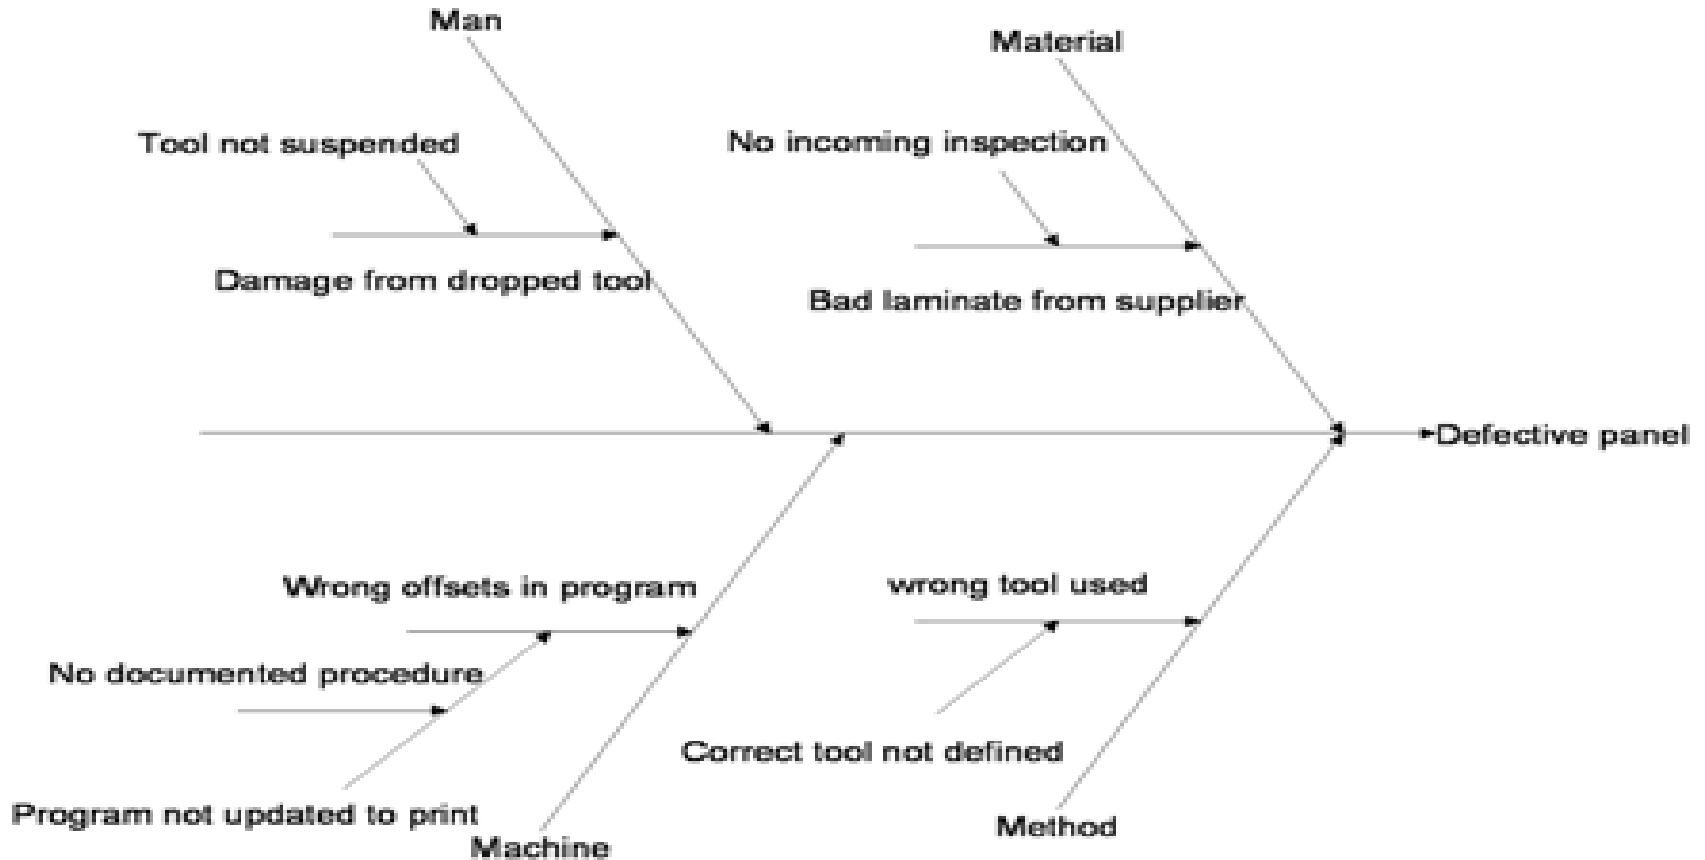 Man
Material
Tool not suspended
No incoming inspection
Damage from dropped tool
Bad laminate from supplier
Defective panel
Wrong offsets in program
wrong tool used
No documented procedure
Correct tool not defined
Program not updated to print
Machine
Method